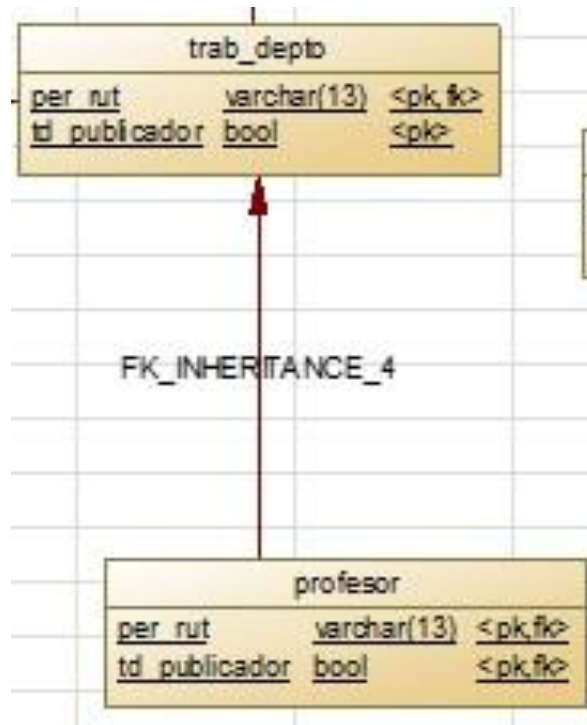 trab_depto
per_rut varchar(13) <pk,fk>
td_publicador bool <pk>
FK_INHERITANCE_4
profesor
per_rut varchar(13) <pk,fk>
td_publicador bool <pk,fk>